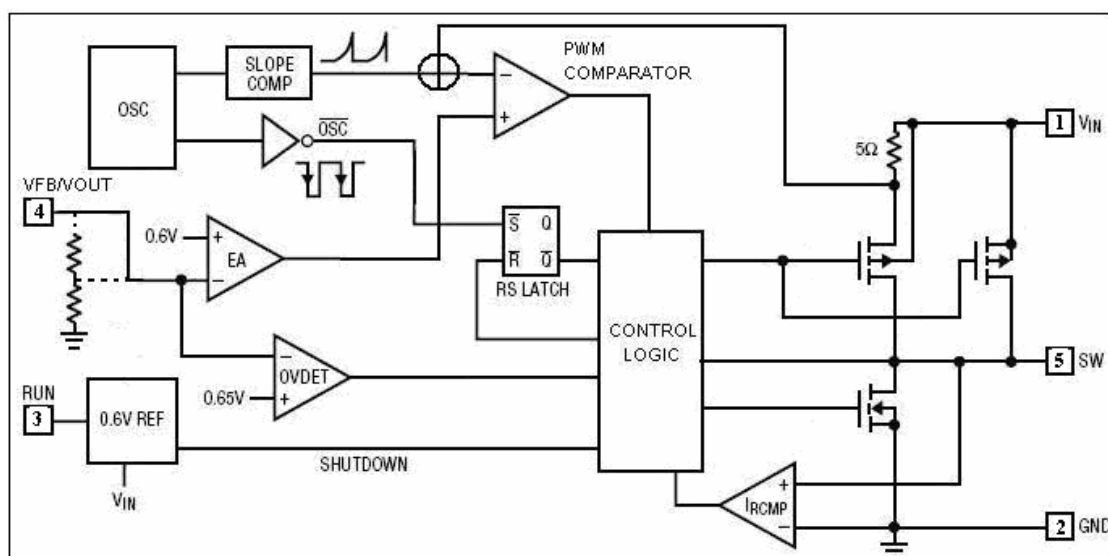 OSC
SLOPE
COMP
PWM
COMPARATOR
−
+
OSC
1
VIN
5Ω
VFB/VOUT
4
0.6V
+
EA
−
S Q
R Q
RS LATCH
CONTROL
LOGIC
5
SW
−
OVDET
0.65V
+
RUN
3
0.6V REF
SHUTDOWN
VIN
+
IRCMP
−
2
GND